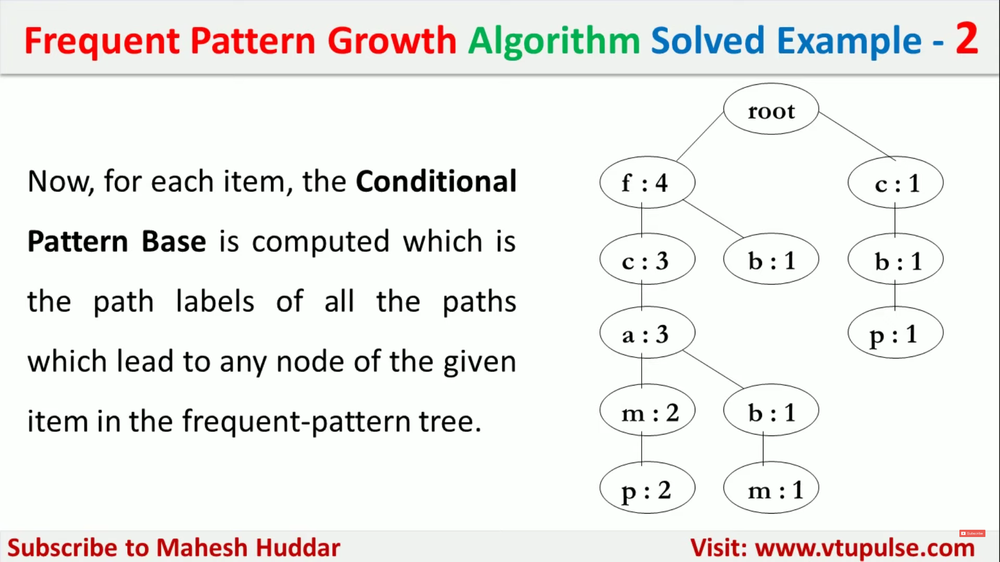 Frequent Pattern Growth Algorithm Solved Example - 2
Now, for each item, the Conditional
Pattern Base is computed which is
the path labels of all the paths
which lead to any node of the given
item in the frequent-pattern tree.
root
f : 4
c : 1
c : 3
b : 1
b : 1
a : 3
p : 1
m : 2
b : 1
p : 2
m : 1
Subscribe
Subscribe to Mahesh Huddar
Visit: www.vtupulse.com